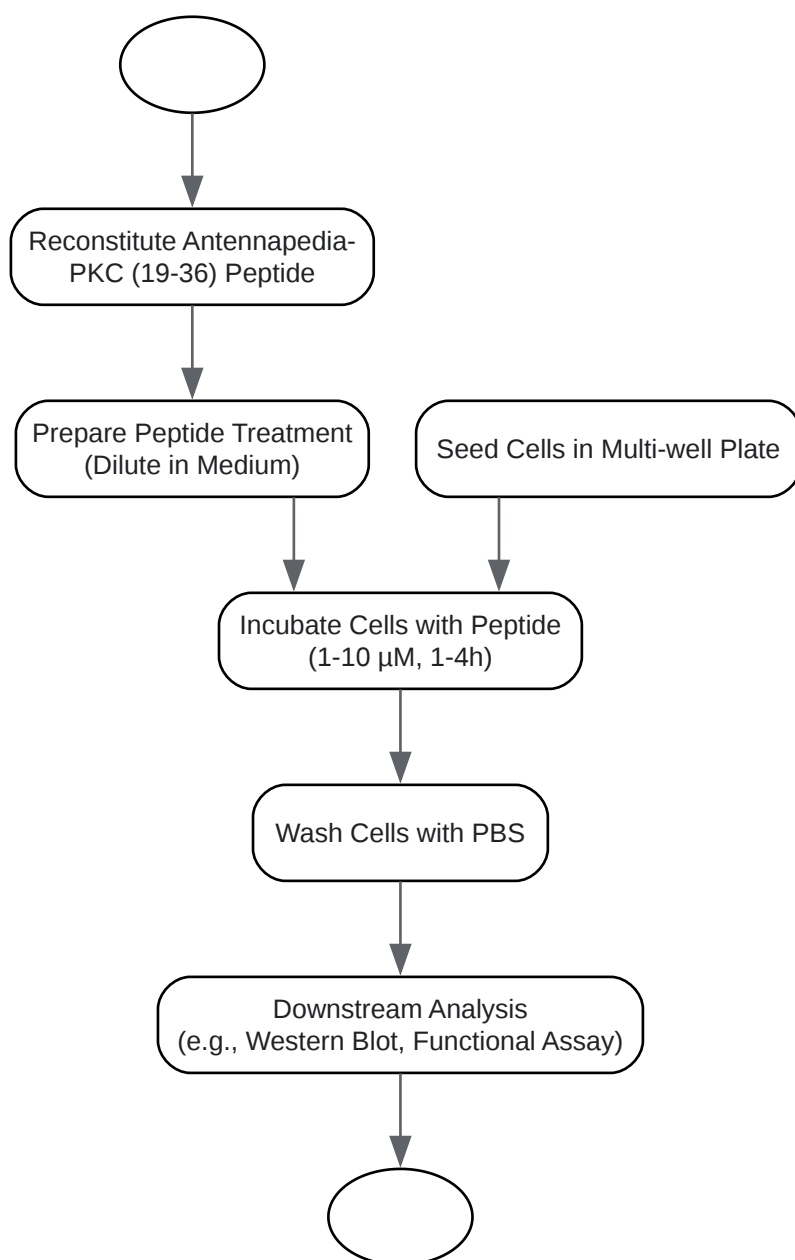 Reconstitute Antennapedia-
PKC (19-36) Peptide
Prepare Peptide Treatment
(Dilute in Medium)
Seed Cells in Multi-well Plate
Incubate Cells with Peptide
(1-10 µM, 1-4h)
Wash Cells with PBS
Downstream Analysis
(e.g., Western Blot, Functional Assay)